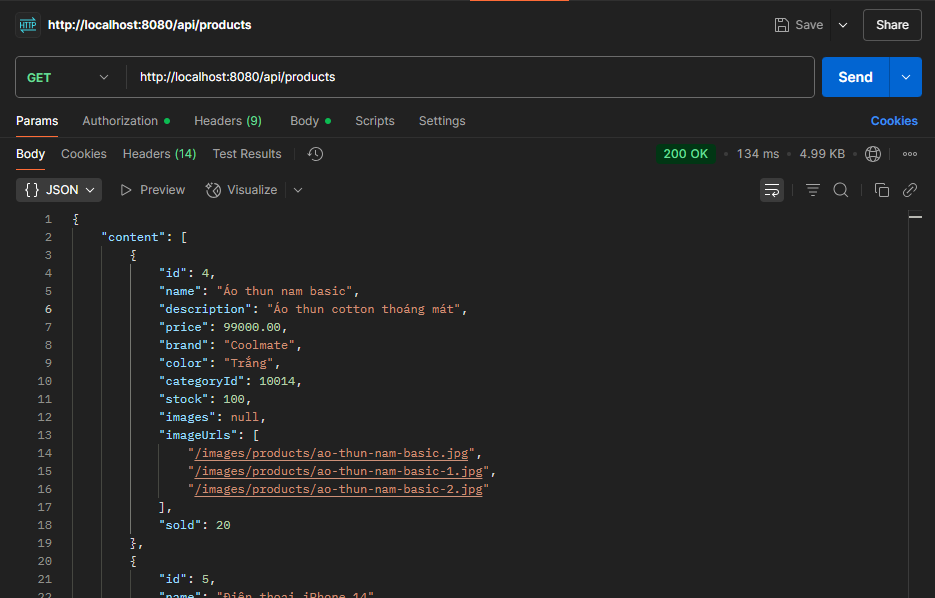 HTTP http://localhost:8080/api/products Save Share
GET http://localhost:8080/api/products Send
Params Authorization Headers (9) Body Scripts Settings Cookies
Body Cookies Headers (14) Test Results 200 OK 134 ms 4.99 KB
{} JSON Preview Visualize
1 {
2 "content": [
3 {
4 "id": 4,
5 "name": "Áo thun nam basic",
6 "description": "Áo thun cotton thoáng mát",
7 "price": 99000.00,
8 "brand": "Coolmate",
9 "color": "Trắng",
10 "categoryId": 10014,
11 "stock": 100,
12 "images": null,
13 "imageUrls": [
14 "/images/products/ao-thun-nam-basic.jpg",
15 "/images/products/ao-thun-nam-basic-1.jpg",
16 "/images/products/ao-thun-nam-basic-2.jpg"
17 ],
18 "sold": 20
19 },
20 {
21 "id": 5,
22 "name": "Điện thoại iPhone 14"